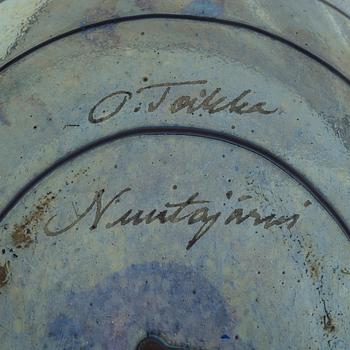 O. Toikka
Nuutajärvi